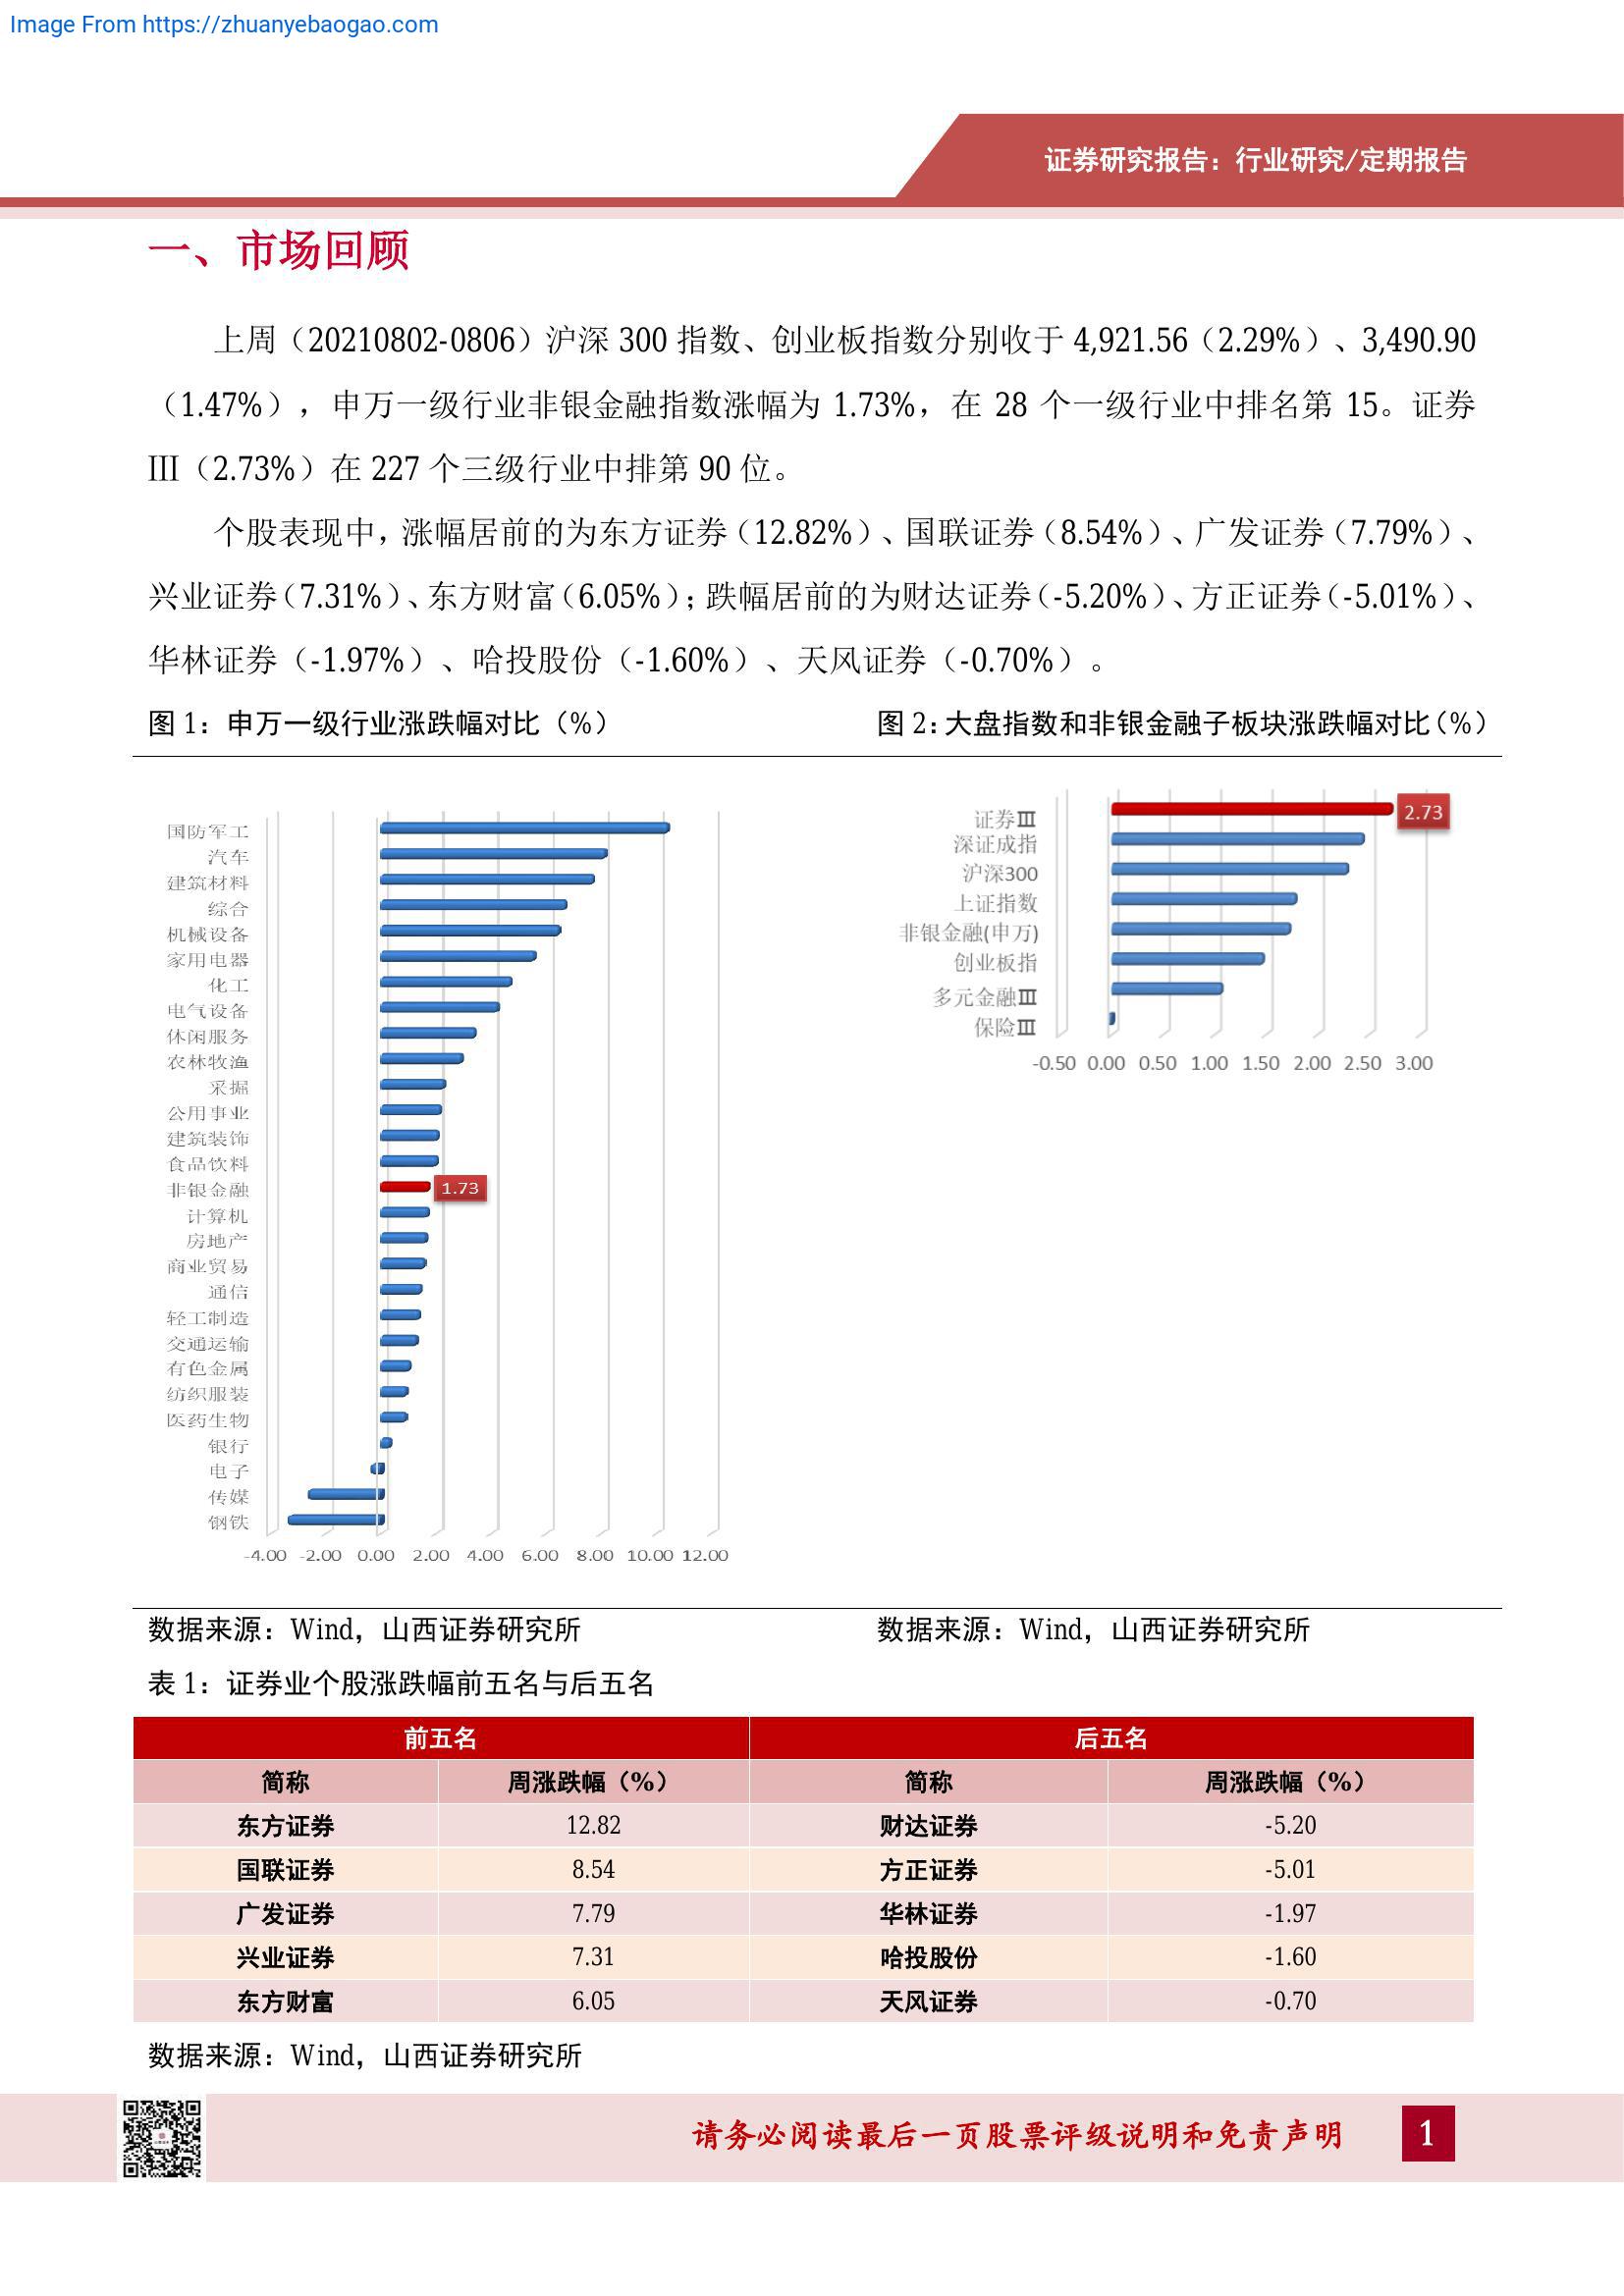 Image From https://zhuanyebaogao.com
证券研究报告：行业研究/定期报告
一、市场回顾
上周（20210802-0806）沪深 300 指数、创业板指数分别收于 4,921.56（2.29%）、3,490.90
（1.47%），申万一级行业非银金融指数涨幅为 1.73%，在 28 个一级行业中排名第 15。证券
Ⅲ（2.73%）在 227 个三级行业中排第 90 位。
个股表现中，涨幅居前的为东方证券（12.82%）、国联证券（8.54%）、广发证券（7.79%）、
兴业证券（7.31%）、东方财富（6.05%）；跌幅居前的为财达证券（-5.20%）、方正证券（-5.01%）、
华林证券（-1.97%）、哈投股份（-1.60%）、天风证券（-0.70%）。
图 1：申万一级行业涨跌幅对比（%）
国防军工
汽车
建筑材料
综合
机械设备
家用电器
化工
电气设备
休闲服务
农林牧渔
采掘
公用事业
建筑装饰
食品饮料
非银金融 1.73
计算机
房地产
商业贸易
通信
轻工制造
交通运输
有色金属
纺织服装
医药生物
银行
电子
传媒
钢铁
-4.00 -2.00 0.00 2.00 4.00 6.00 8.00 10.00 12.00
数据来源：Wind，山西证券研究所
图 2：大盘指数和非银金融子板块涨跌幅对比（%）
证券Ⅲ 2.73
深证成指
沪深300
上证指数
非银金融(申万)
创业板指
多元金融Ⅲ
保险Ⅲ
-0.50 0.00 0.50 1.00 1.50 2.00 2.50 3.00
数据来源：Wind，山西证券研究所
表 1：证券业个股涨跌幅前五名与后五名
前五名 后五名
简称 周涨跌幅（%） 简称 周涨跌幅（%）
东方证券 12.82 财达证券 -5.20
国联证券 8.54 方正证券 -5.01
广发证券 7.79 华林证券 -1.97
兴业证券 7.31 哈投股份 -1.60
东方财富 6.05 天风证券 -0.70
数据来源：Wind，山西证券研究所
请务必阅读最后一页股票评级说明和免责声明 1